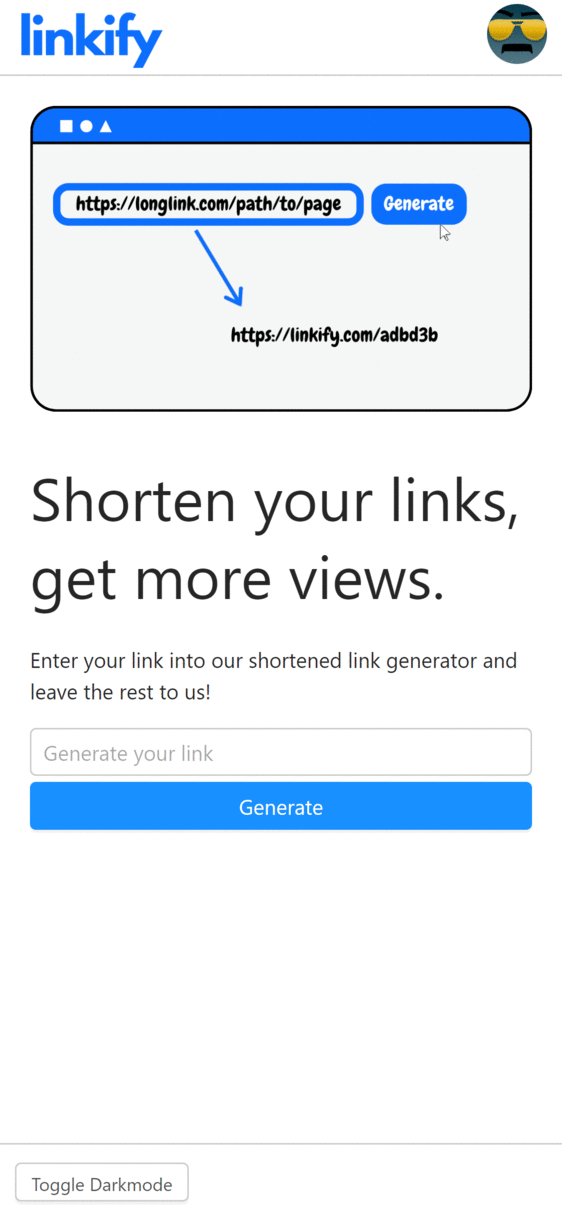 linkify
https://longlink.com/path/to/page
Generate
https://linkify.com/adbd3b
Shorten your links,
get more views.
Enter your link into our shortened link generator and
leave the rest to us!
Generate your link
Generate
Toggle Darkmode